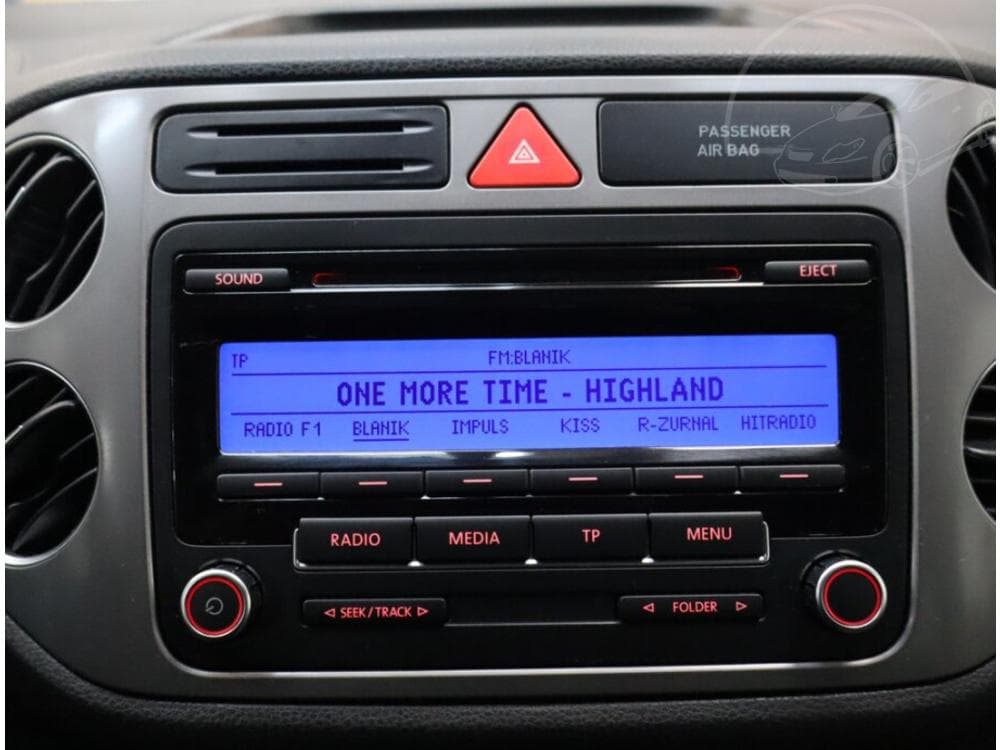 PASSENGER
AIR BAG
SOUND
EJECT
TP FM:BLANIK
ONE MORE TIME - HIGHLAND
RADIO F1 BLANIK IMPULS KISS R-ZURNAL HITRADIO
RADIO MEDIA TP MENU
SEEK/TRACK FOLDER